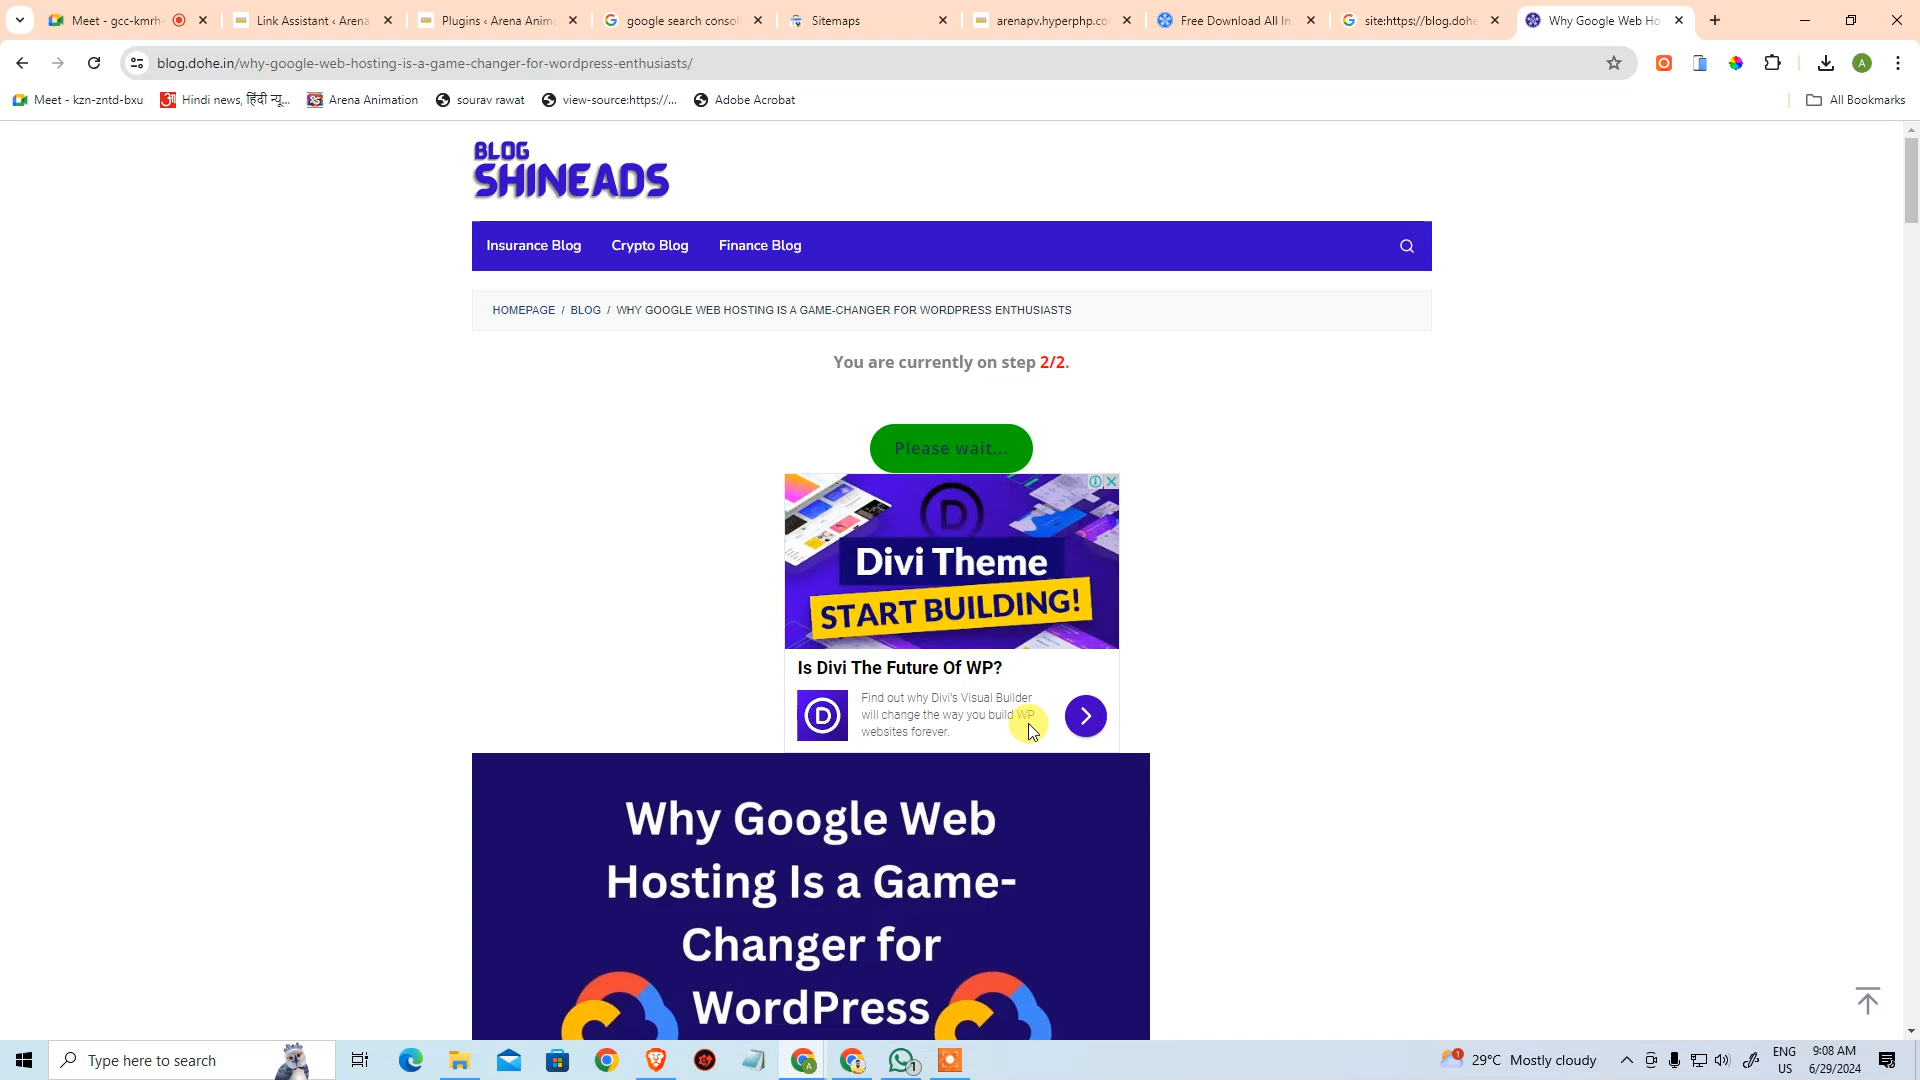 Meet - gcc-kmrh-
Link Assistant ‹ Arena
Plugins ‹ Arena Anim
google search consol
Sitemaps
arenapv.hyperphp.co
Free Download All In
site:https://blog.dohe
Why Google Web Ho
blog.dohe.in/why-google-web-hosting-is-a-game-changer-for-wordpress-enthusiasts/
A
Meet - kzn-zntd-bxu
Hindi news, हिंदी न्यू...
Arena Animation
sourav rawat
view-source:https://...
Adobe Acrobat
All Bookmarks
BLOG
SHINEADS
Insurance Blog
Crypto Blog
Finance Blog
HOMEPAGE / BLOG / WHY GOOGLE WEB HOSTING IS A GAME-CHANGER FOR WORDPRESS ENTHUSIASTS
You are currently on step 2/2.
Please wait...
D
Divi Theme
START BUILDING!
Is Divi The Future Of WP?
D
Find out why Divi's Visual Builder
will change the way you build WP
websites forever.
Why Google Web
Hosting Is a Game-
Changer for
WordPress
Type here to search
A
1
1
29°C Mostly cloudy
ENG
US
9:08 AM
6/29/2024